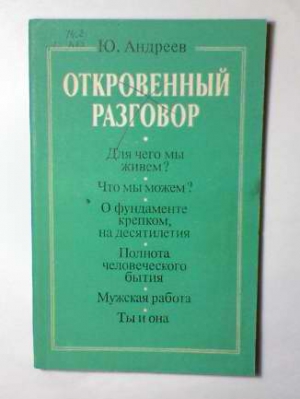 Ю. Андреев
ОТКРОВЕННЫЙ
РАЗГОВОР
Для чего мы
живем?
Что мы можем?
О фундаменте
крепком,
на десятилетия
Полнота
человеческого
бытия
Мужская работа
Ты и она